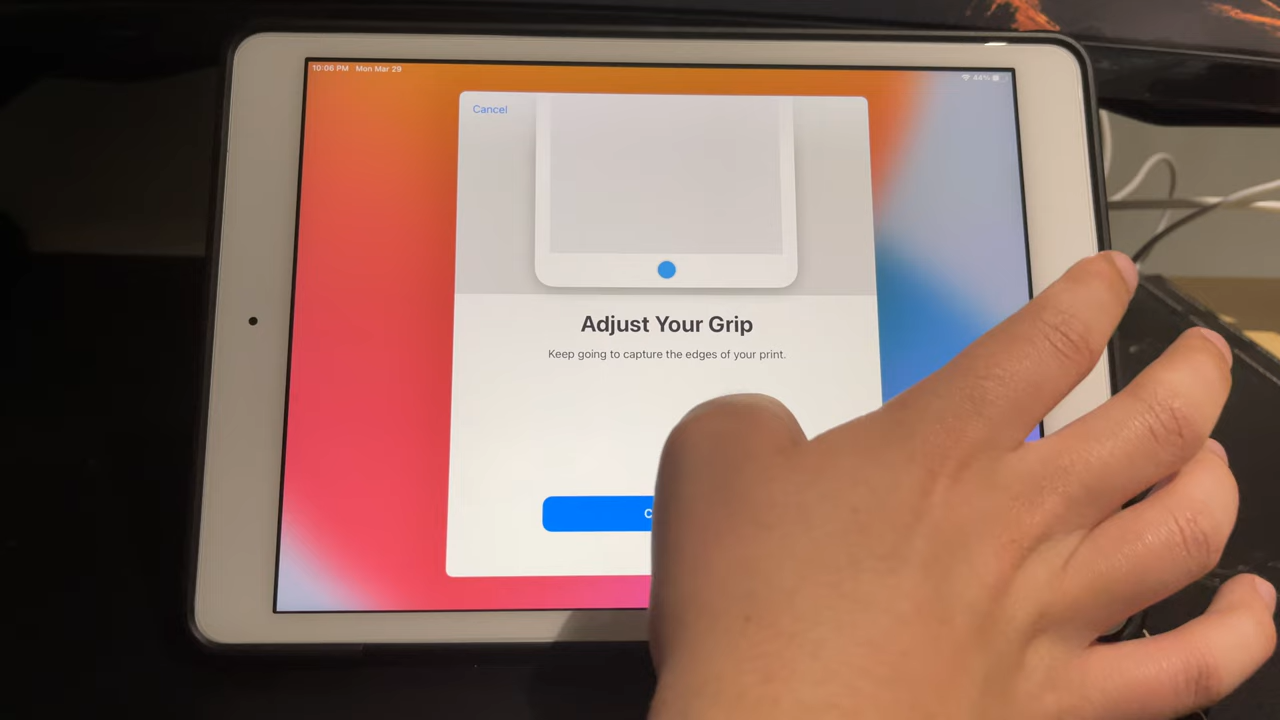 10:06 PM Mon Mar 29
44%
Cancel
Adjust Your Grip
Keep going to capture the edges of your print.